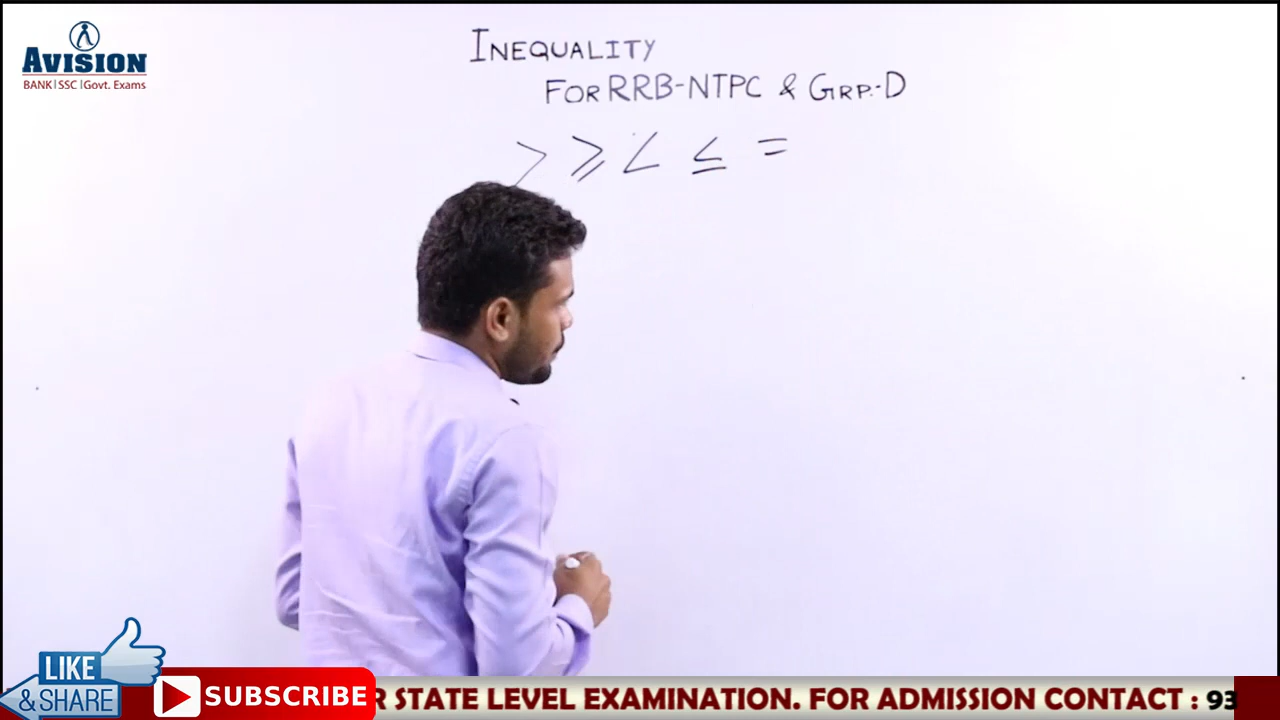 AVISION
BANK|SSC|Govt. Exams
INEQUALITY
FOR RRB-NTPC & GRP.-D
> ≥ < ≤ =
LIKE
& SHARE
SUBSCRIBE
R STATE LEVEL EXAMINATION. FOR ADMISSION CONTACT : 93